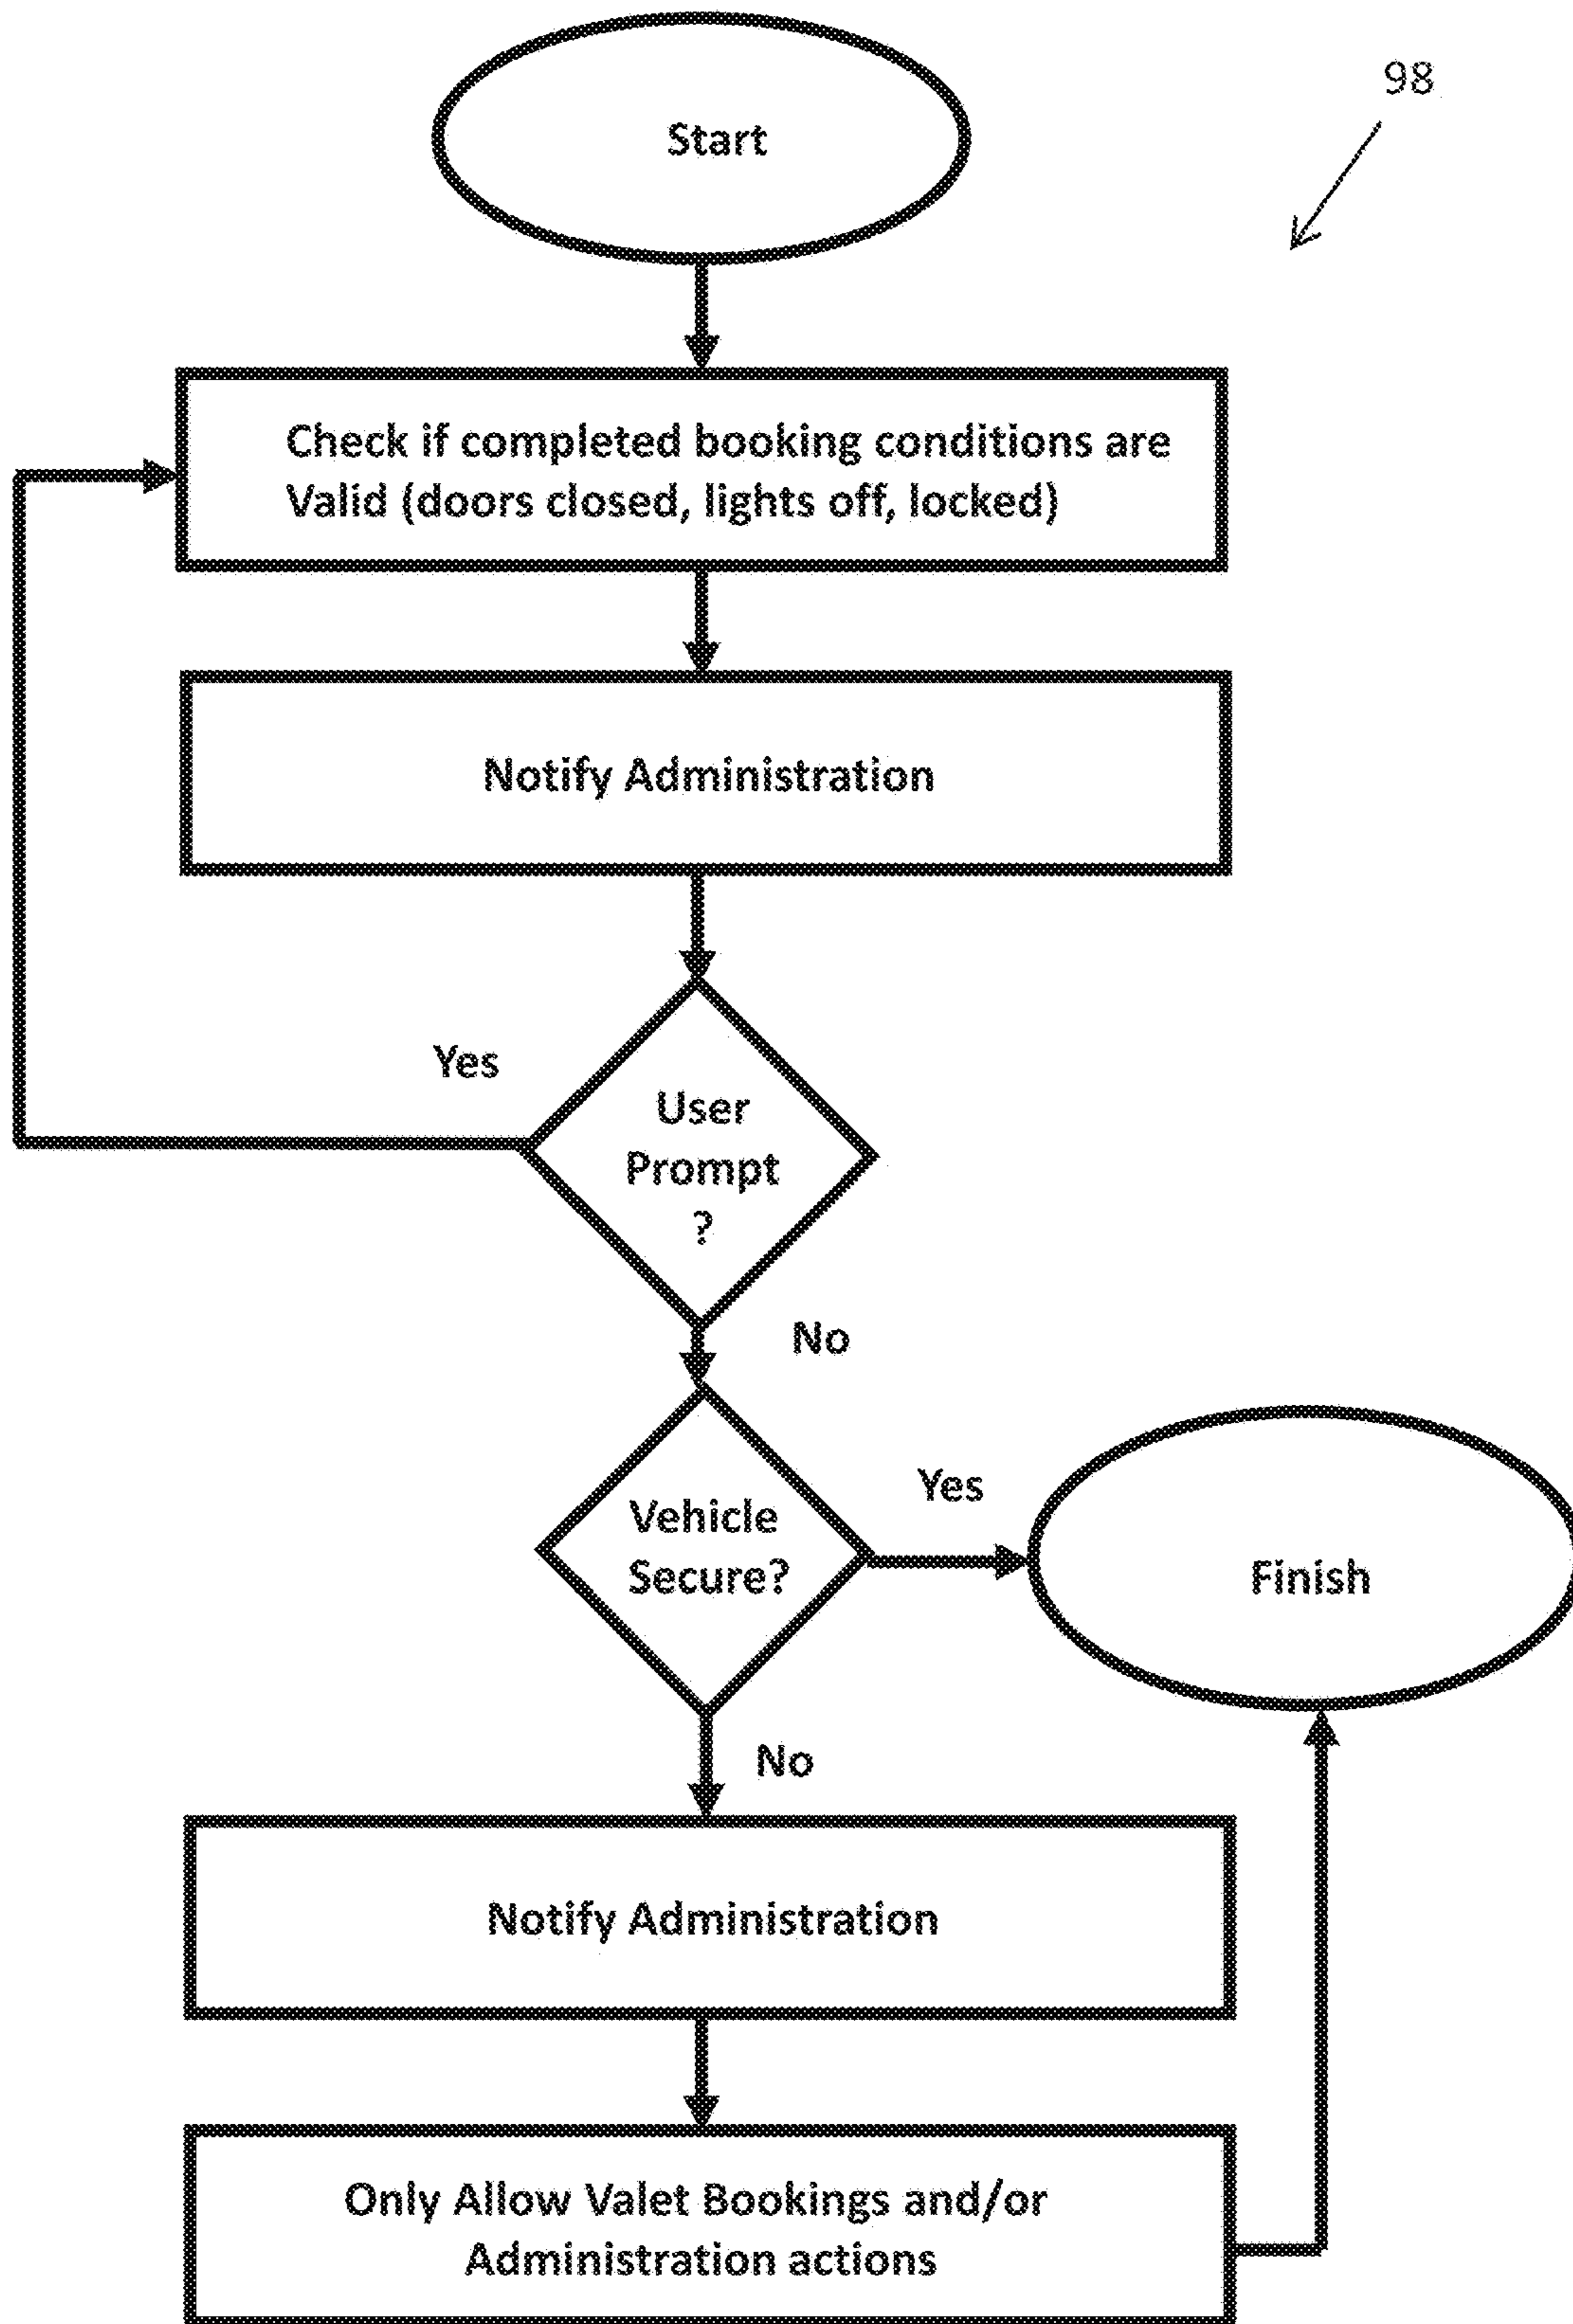 Start
98
Check if completed booking conditions are
Valid (doors closed, lights off, locked)
Notify Administration
Yes
User
Prompt
?
No
Vehicle
Secure?
Yes
Finish
No
Notify Administration
Only Allow Valet Bookings and/or
Administration actions